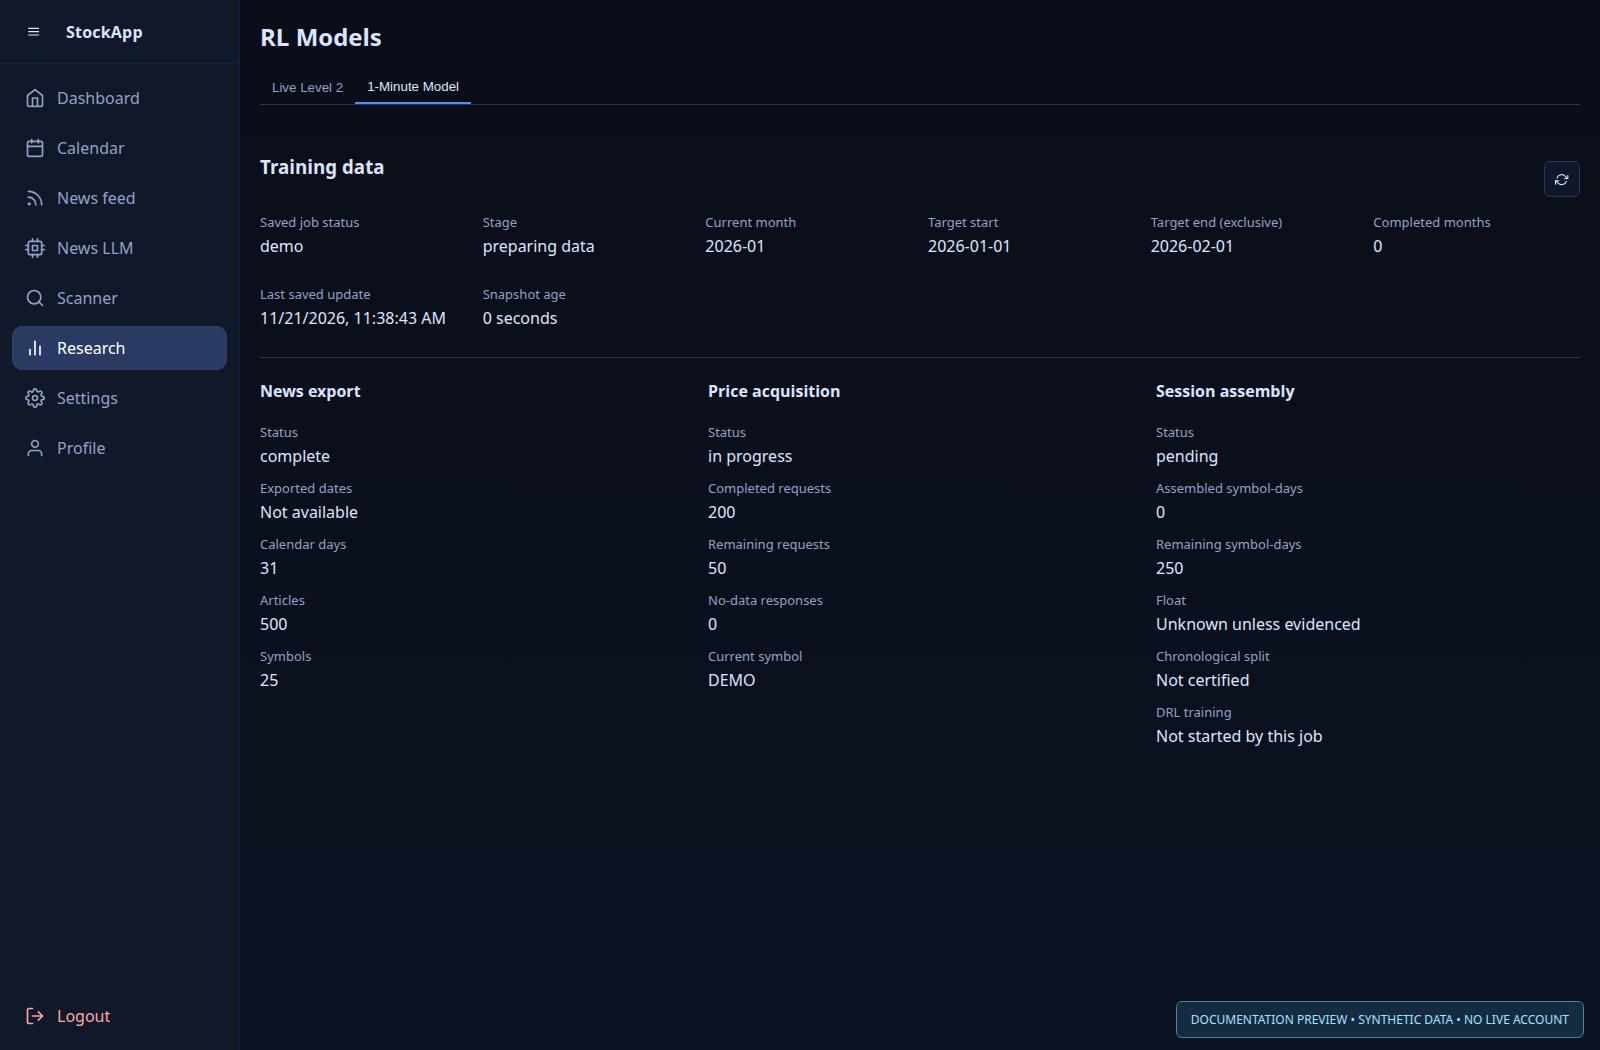 StockApp
Dashboard
Calendar
News feed
News LLM
Scanner
Research
Settings
Profile
Logout
RL Models
Live Level 2
1-Minute Model
Training data
Saved job status
demo
Stage
preparing data
Current month
2026-01
Target start
2026-01-01
Target end (exclusive)
2026-02-01
Completed months
0
Last saved update
11/21/2026, 11:38:43 AM
Snapshot age
0 seconds
News export
Status
complete
Exported dates
Not available
Calendar days
31
Articles
500
Symbols
25
Price acquisition
Status
in progress
Completed requests
200
Remaining requests
50
No-data responses
0
Current symbol
DEMO
Session assembly
Status
pending
Assembled symbol-days
0
Remaining symbol-days
250
Float
Unknown unless evidenced
Chronological split
Not certified
DRL training
Not started by this job
DOCUMENTATION PREVIEW • SYNTHETIC DATA • NO LIVE ACCOUNT